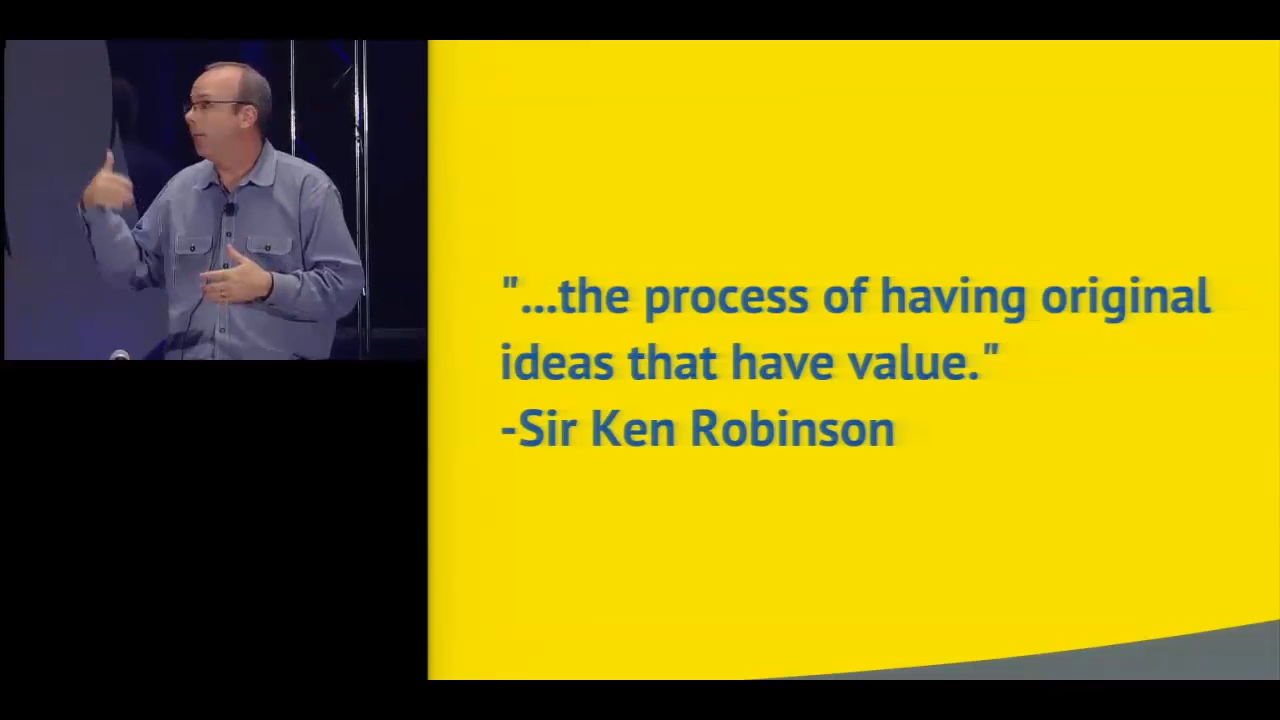 "...the process of having original
ideas that have value."
-Sir Ken Robinson